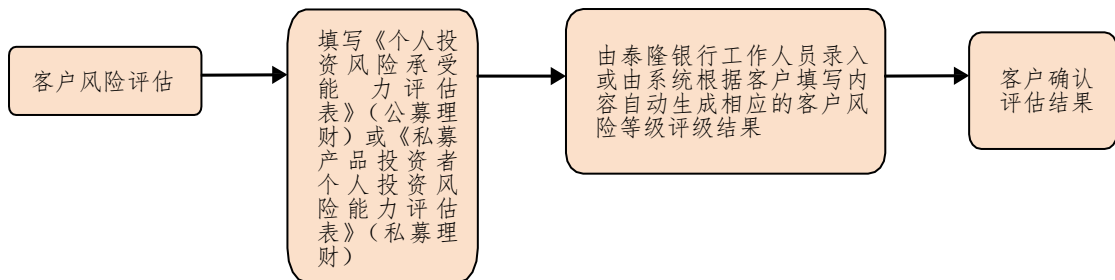 客户风险评估
填写《个人投
资风险承受
能力评估
表》（公募理
财）或《私募
产品投资者
个人投资风
险能力评估
表》（私募理
财）
由泰隆银行工作人员录入
或由系统根据客户填写内
容自动生成相应的客户风
险等级评级结果
客户确认
评估结果